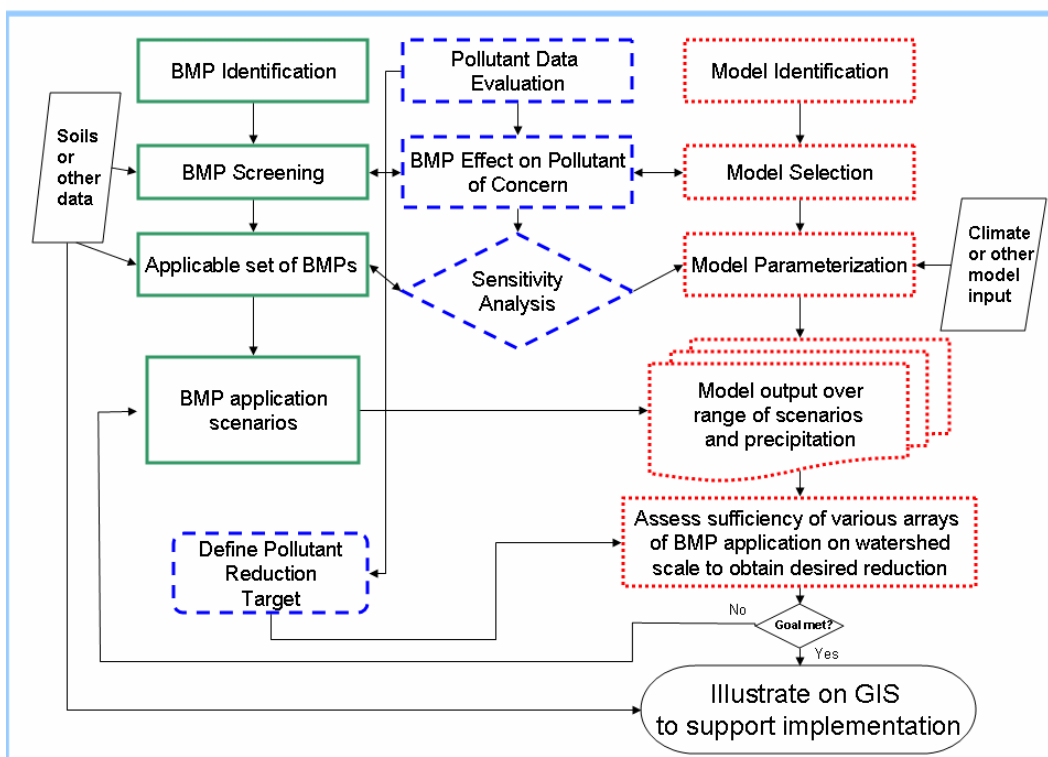 BMP Identification
Pollutant Data
Evaluation
Model Identification
Soils
or
other
data
BMP Screening
BMP Effect on Pollutant
of Concern
Model Selection
Applicable set of BMPs
Sensitivity
Analysis
Model Parameterization
Climate
or other
model
input
BMP application
scenarios
Model output over
range of scenarios
and precipitation
Define Pollutant
Reduction
Target
Assess sufficiency of various arrays
of BMP application on watershed
scale to obtain desired reduction
No
Goal met?
Yes
Illustrate on GIS
to support implementation